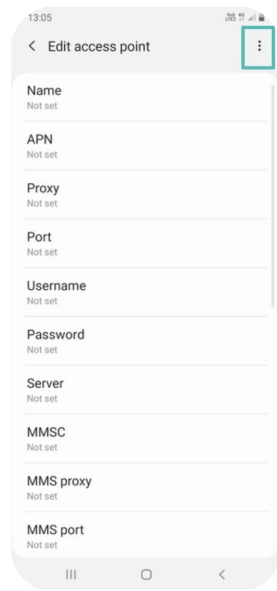 13:05
Edit access point
Name
Not set
APN
Not set
Proxy
Not set
Port
Not set
Username
Not set
Password
Not set
Server
Not set
MMSC
Not set
MMS proxy
Not set
MMS port
Not set